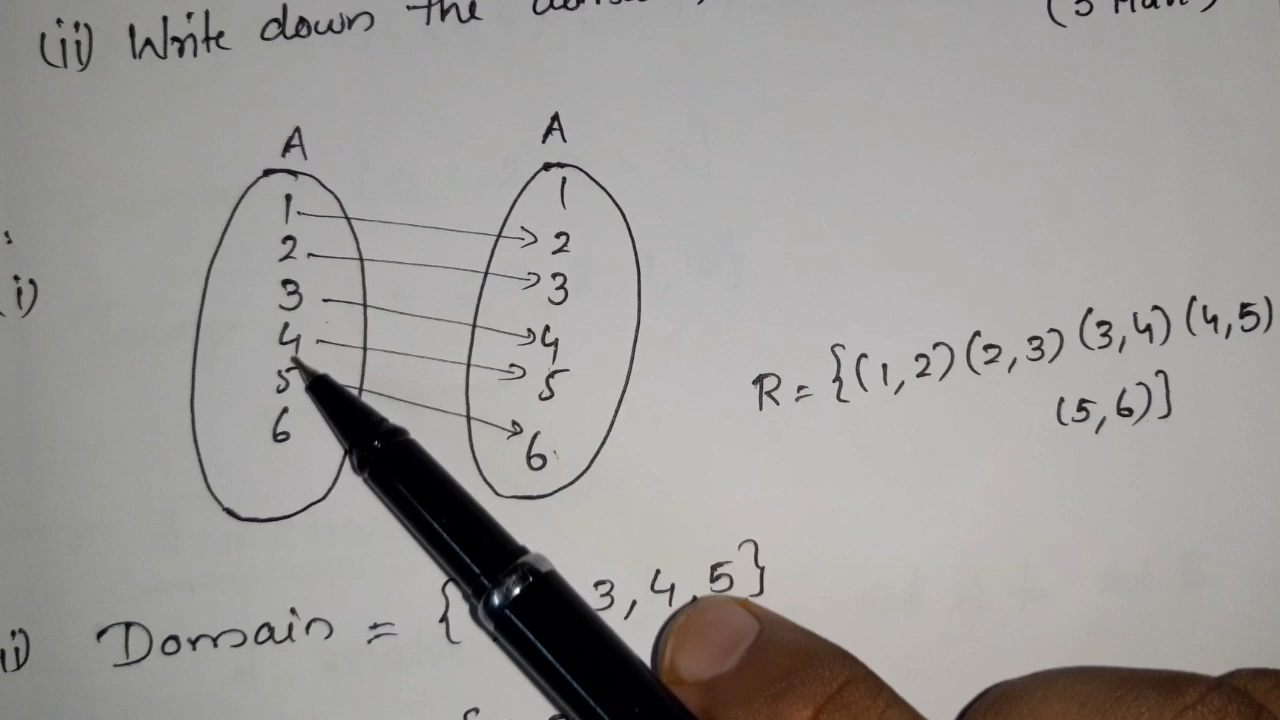 (ii) Write down the
A A
1 1
2 2
3 3
4 4
5 5
6 6
i)
R = {(1,2)(2,3)(3,4)(4,5)
(5,6)}
ii) Domain = { 3,4,5}